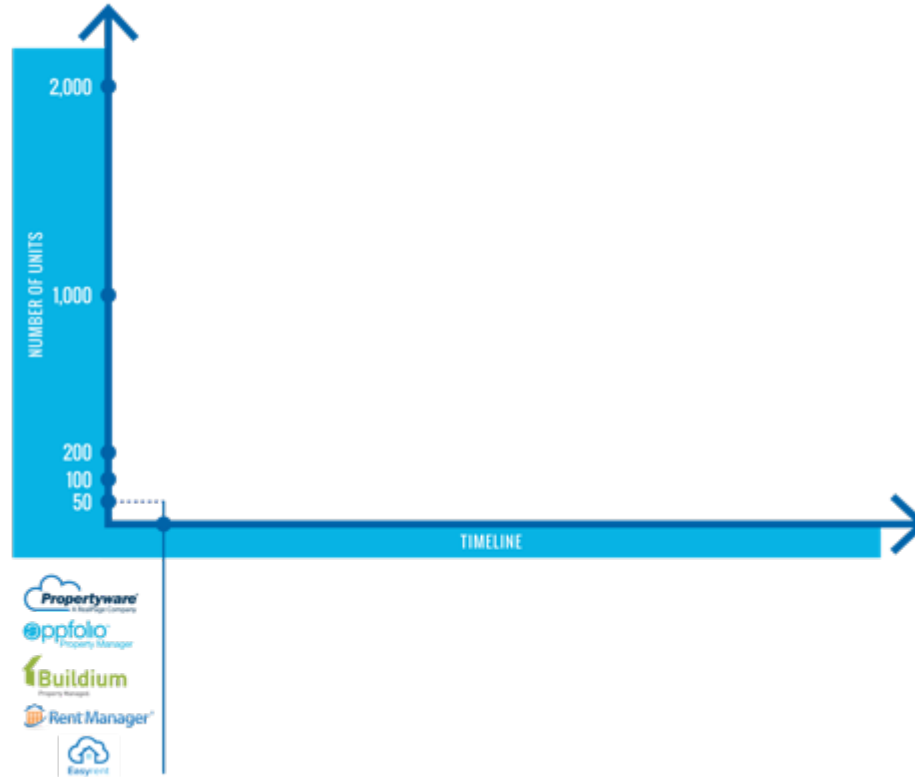 2,000
NUMBER OF UNITS
1,000
200
100
50
TIMELINE
Propertyware
A RealPage Company
appfolio
Property Manager
Buildium
Rent Manager
Easyrent